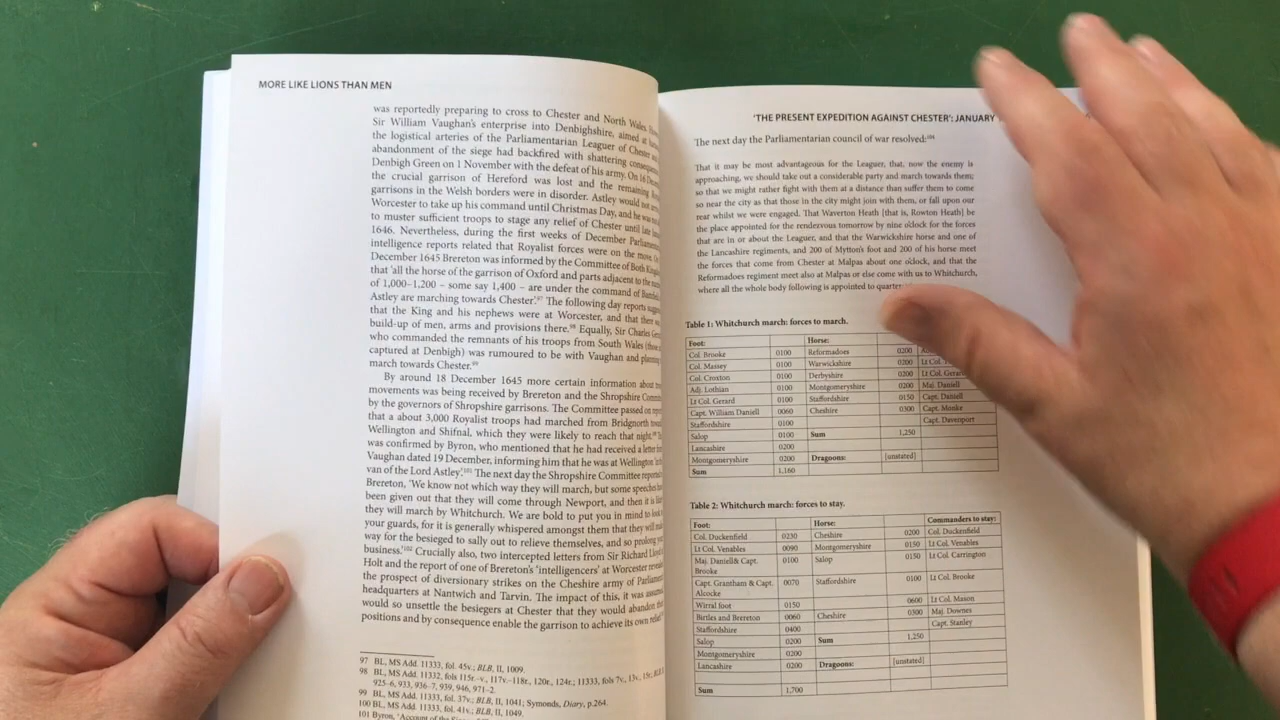 MORE LIKE LIONS THAN MEN
was reportedly preparing to cross to Chester and North Wales.
Sir William Vaughan's enterprise into Denbighshire, aimed at
the logistical arteries of the Parliamentarian Leaguer of Chester
abandonment of the siege had backfired with shattering
Denbigh Green on 1 November with the defeat of his army. On
the crucial garrison of Hereford was lost and the remaining
garrisons in the Welsh borders were in disorder. Astley would not
Worcester to take up his command until Christmas Day, and he was
to muster sufficient troops to stage any relief of Chester until late
1646. Nevertheless, during the first weeks of December
intelligence reports related that Royalist forces were on the move.
December 1645 Brereton was informed by the Committee of Both
that 'all the horse of the garrison of Oxford and parts adjacent to the
of 1,000–1,200 – some say 1,400 – are under the command of
Astley are marching towards Chester'.97 The following day reports
that the King and his nephews were at Worcester, and that
build-up of men, arms and provisions there.98 Equally, Sir Charles
who commanded the remnants of his troops from South Wales
captured at Denbigh) was rumoured to be with Vaughan and
march towards Chester.99
By around 18 December 1645 more certain information about
movements was being received by Brereton and the Shropshire
by the governors of Shropshire garrisons. The Committee passed on
that a about 3,000 Royalist troops had marched from Bridgnorth
Wellington and Shifnal, which they were likely to reach that night.
was confirmed by Byron, who mentioned that he had received a letter
Vaughan dated 19 December, informing him that he was at Wellington
van of the Lord Astley.'101 The next day the Shropshire Committee
Brereton, 'We know not which way they will march, but some speeches
been given out that they will come through Newport, and then it is
they will march by Whitchurch. We are bold to put you in mind to
your guards, for it is generally whispered amongst them that they will
way for the besieged to sally out to relieve themselves, and so prolong
business.'102 Crucially also, two intercepted letters from Sir Richard
Holt and the report of one of Brereton's 'intelligencers' at Worcester
the prospect of diversionary strikes on the Cheshire army of
headquarters at Nantwich and Tarvin. The impact of this, it was
would so unsettle the besiegers at Chester that they would abandon
positions and by consequence enable the garrison to achieve its own
97 BL, MS Add. 11333, fol. 45v.; BLB, II, 1009.
98 BL, MS Add. 11332, fols 115r.-v., 117v.-118r., 120r., 124r.; 11333, fols 7v., 13v.,
925–6, 933, 936–7, 939, 946, 971–2.
99 BL, MS Add. 11333, fol. 37v.; BLB, II, 1041; Symonds, Diary, p.264.
100 BL, MS Add. 11333, fol. 41v.; BLB, II, 1049.
101 Byron, 'Account of the
'THE PRESENT EXPEDITION AGAINST CHESTER': JANUARY
The next day the Parliamentarian council of war resolved:104
That it may be most advantageous for the Leaguer, that, now the enemy is
approaching, we should take out a considerable party and march towards them;
so that we might rather fight with them at a distance than suffer them to come
so near the city as that those in the city might join with them, or fall upon our
rear whilst we were engaged. That Waverton Heath [that is, Rowton Heath] be
the place appointed for the rendezvous tomorrow by nine o'clock for the forces
that are in or about the Leaguer, and that the Warwickshire horse and one of
the Lancashire regiments, and 200 of Mytton's foot and 200 of his horse meet
the forces that come from Chester at Malpas about one o'clock, and that the
Reformadoes regiment meet also at Malpas or else come with us to Whitchurch,
where all the whole body following is appointed to quarter
Table 1: Whitchurch march: forces to march.
Foot: Horse:
Col. Brooke 0100 Reformadoes 0200
Col. Massey 0100 Warwickshire 0200 Lt Col.
Col. Croxton 0100 Derbyshire 0200 Lt Col. Gerard
Adj. Lothian 0100 Montgomeryshire 0200 Maj. Daniell
Lt Col. Gerard 0100 Staffordshire 0150 Capt. Daniell
Capt. William Daniell 0060 Cheshire 0300 Capt. Monke
Staffordshire 0100 Capt. Davenport
Salop 0100 Sum 1,250
Lancashire 0200
Montgomeryshire 0200 Dragoons: [unstated]
Sum 1,160
Table 2: Whitchurch march: forces to stay.
Foot: Horse: Commanders to stay:
Col. Duckenfield 0230 Cheshire 0200 Col. Duckenfield
Lt Col. Venables 0090 Montgomeryshire 0150 Lt Col. Venables
Maj. Daniell& Capt. 0100 Salop 0150 Lt Col. Carrington
Brooke
Capt. Grantham & Capt. 0070 Staffordshire 0100 Lt Col. Brooke
Alcocke
Wirral foot 0150 0600 Lt Col. Mason
Birtles and Brereton 0060 Cheshire 0500 Maj. Downes
Staffordshire 0400 Capt. Stanley
Salop 0200 Sum 1,250
Montgomeryshire 0200
Lancashire 0200 Dragoons: [unstated]
Sum 1,700